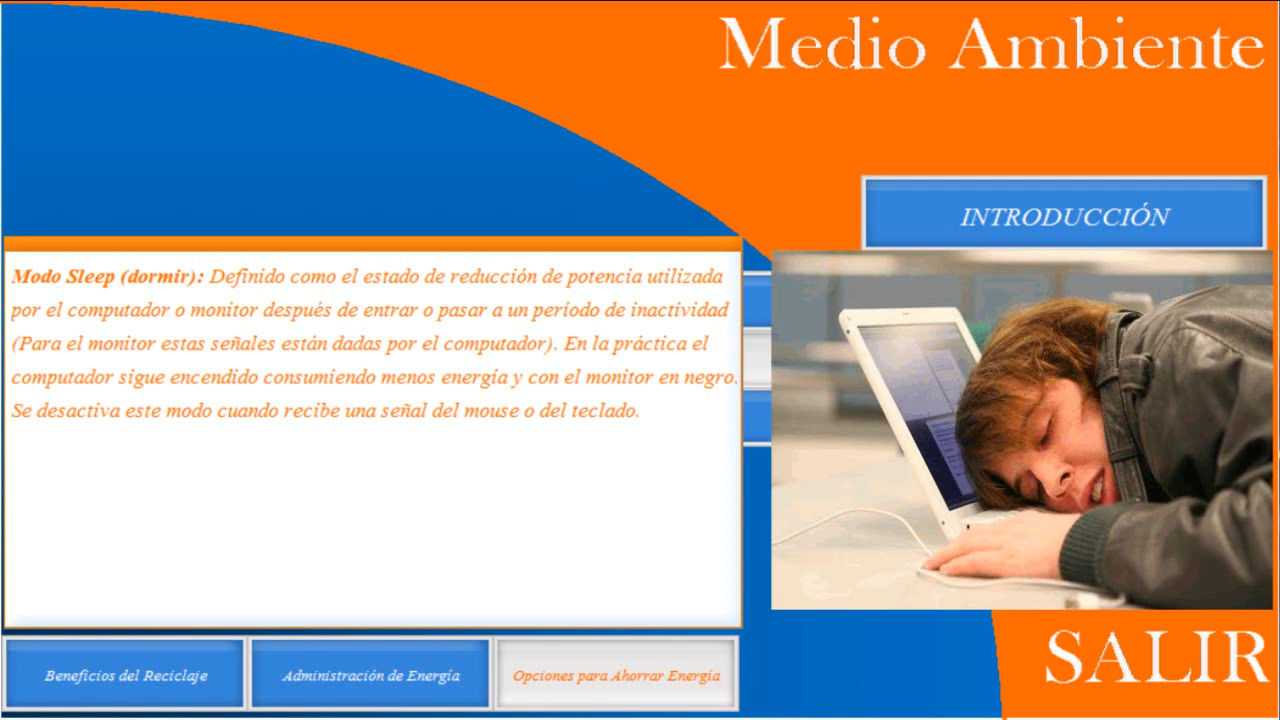 Medio Ambiente
INTRODUCCIÓN
Modo Sleep (dormir): Definido como el estado de reducción de potencia utilizada
por el computador o monitor después de entrar o pasar a un período de inactividad
(Para el monitor estas señales están dadas por el computador). En la práctica el
computador sigue encendido consumiendo menos energía y con el monitor en negro.
Se desactiva este modo cuando recibe una señal del mouse o del teclado.
Beneficios del Reciclaje
Administración de Energía
Opciones para Ahorrar Energía
SALIR